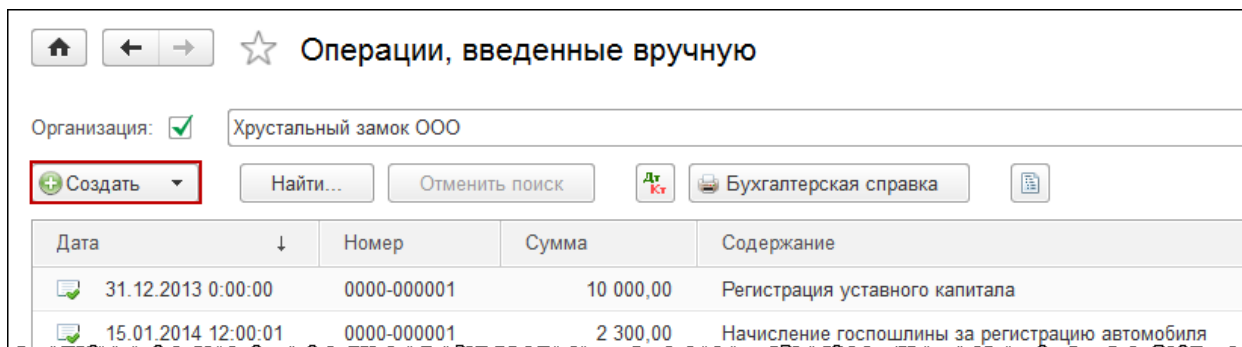 Операции, введенные вручную
Организация: Хрустальный замок ООО
Создать Найти... Отменить поиск Дт Кт Бухгалтерская справка
Дата ↓ Номер Сумма Содержание
31.12.2013 0:00:00 0000-000001 10 000,00 Регистрация уставного капитала
15.01.2014 12:00:01 0000-000001 2 300,00 Начисление госпошлины за регистрацию автомобиля